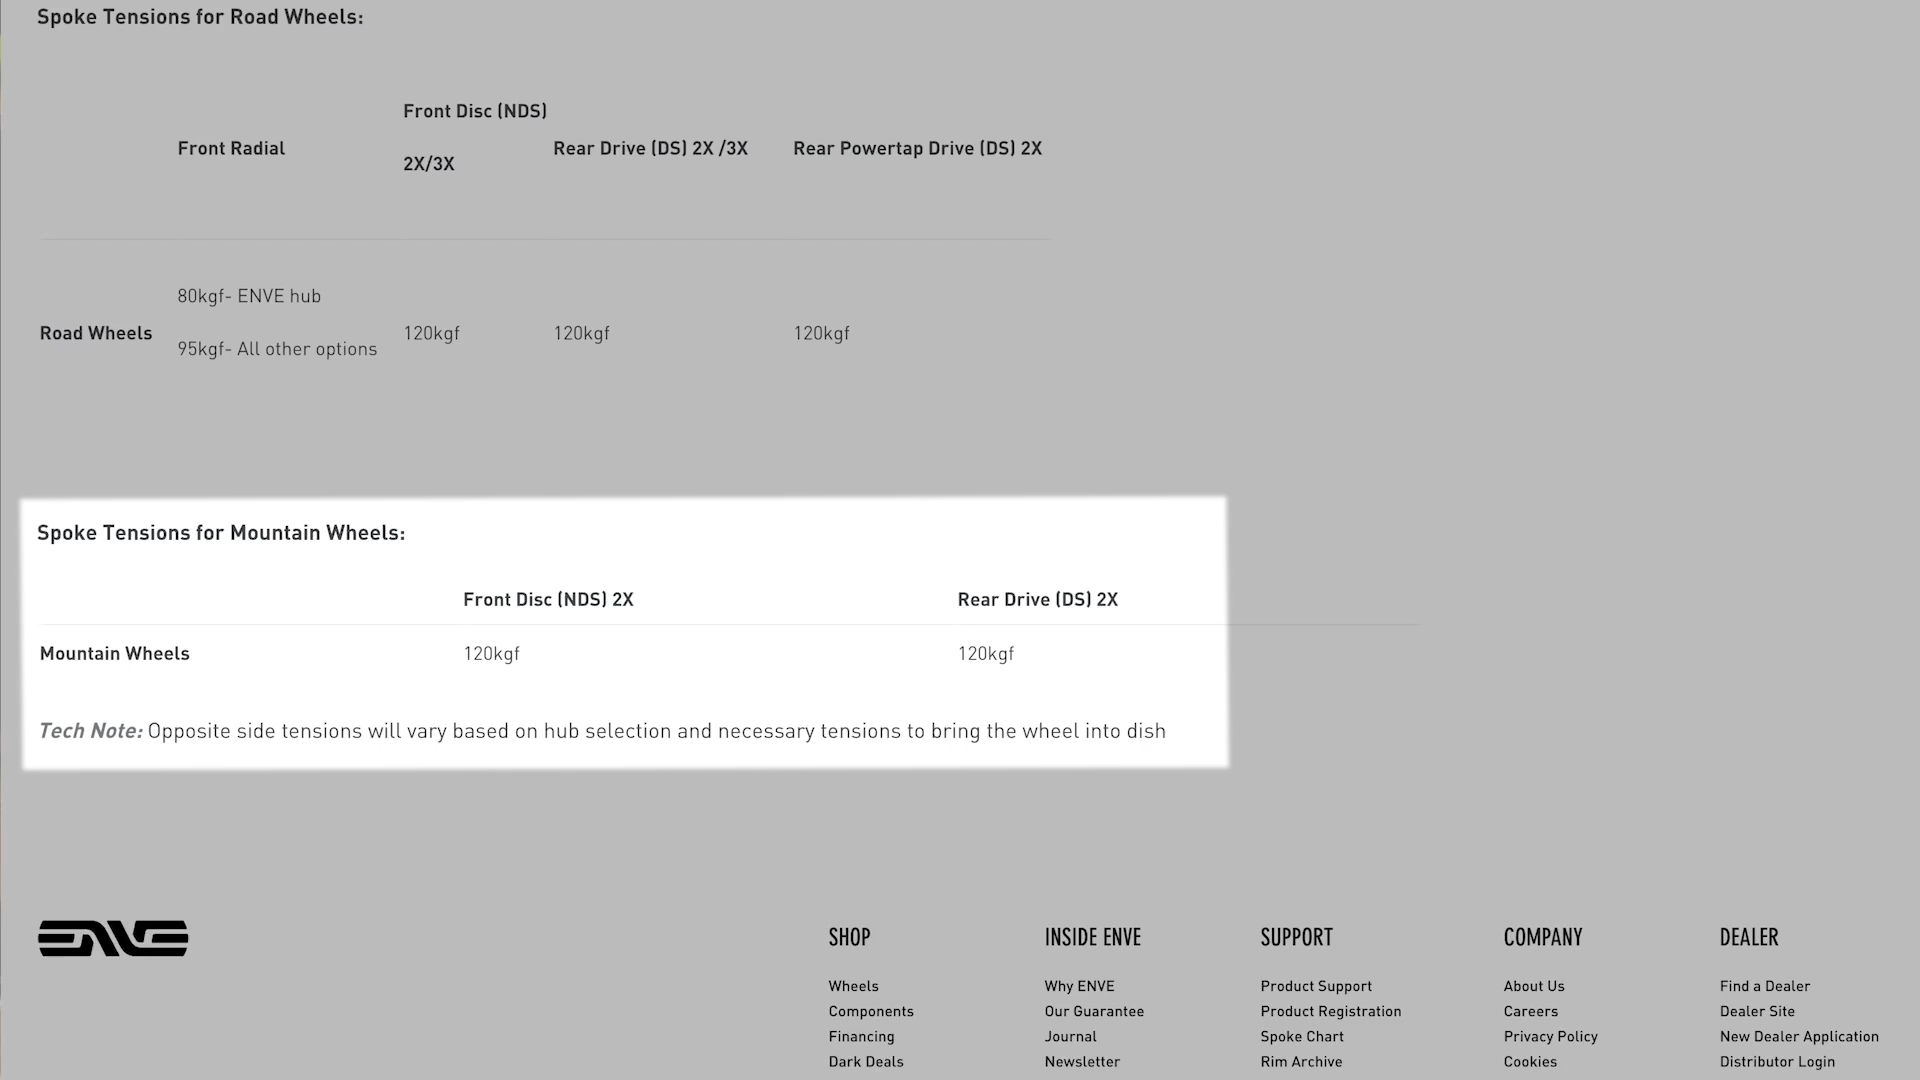 Spoke Tensions for Road Wheels:
Front Radial
Front Disc (NDS)
2X/3X
Rear Drive (DS) 2X /3X
Rear Powertap Drive (DS) 2X
Road Wheels
80kgf- ENVE hub
95kgf- All other options
120kgf
120kgf
120kgf
Spoke Tensions for Mountain Wheels:
Front Disc (NDS) 2X
Rear Drive (DS) 2X
Mountain Wheels
120kgf
120kgf
Tech Note: Opposite side tensions will vary based on hub selection and necessary tensions to bring the wheel into dish
ENVE
SHOP
Wheels
Components
Financing
Dark Deals
INSIDE ENVE
Why ENVE
Our Guarantee
Journal
Newsletter
SUPPORT
Product Support
Product Registration
Spoke Chart
Rim Archive
COMPANY
About Us
Careers
Privacy Policy
Cookies
DEALER
Find a Dealer
Dealer Site
New Dealer Application
Distributor Login